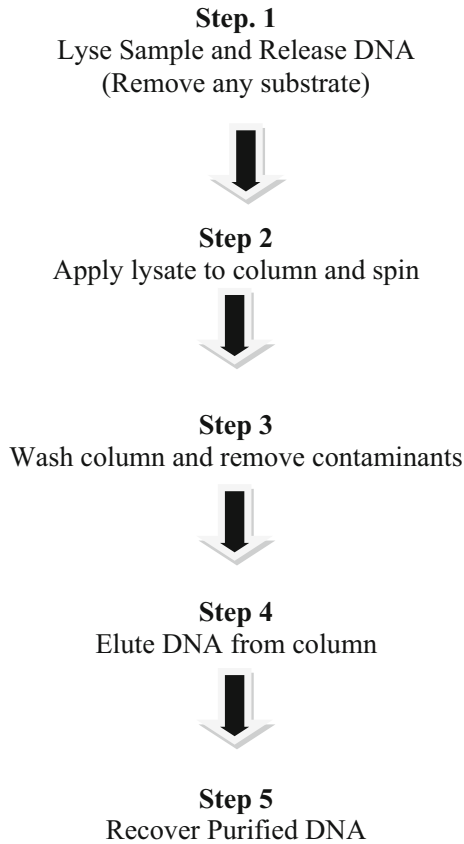 Step. 1
Lyse Sample and Release DNA
(Remove any substrate)
Step 2
Apply lysate to column and spin
Step 3
Wash column and remove contaminants
Step 4
Elute DNA from column
Step 5
Recover Purified DNA